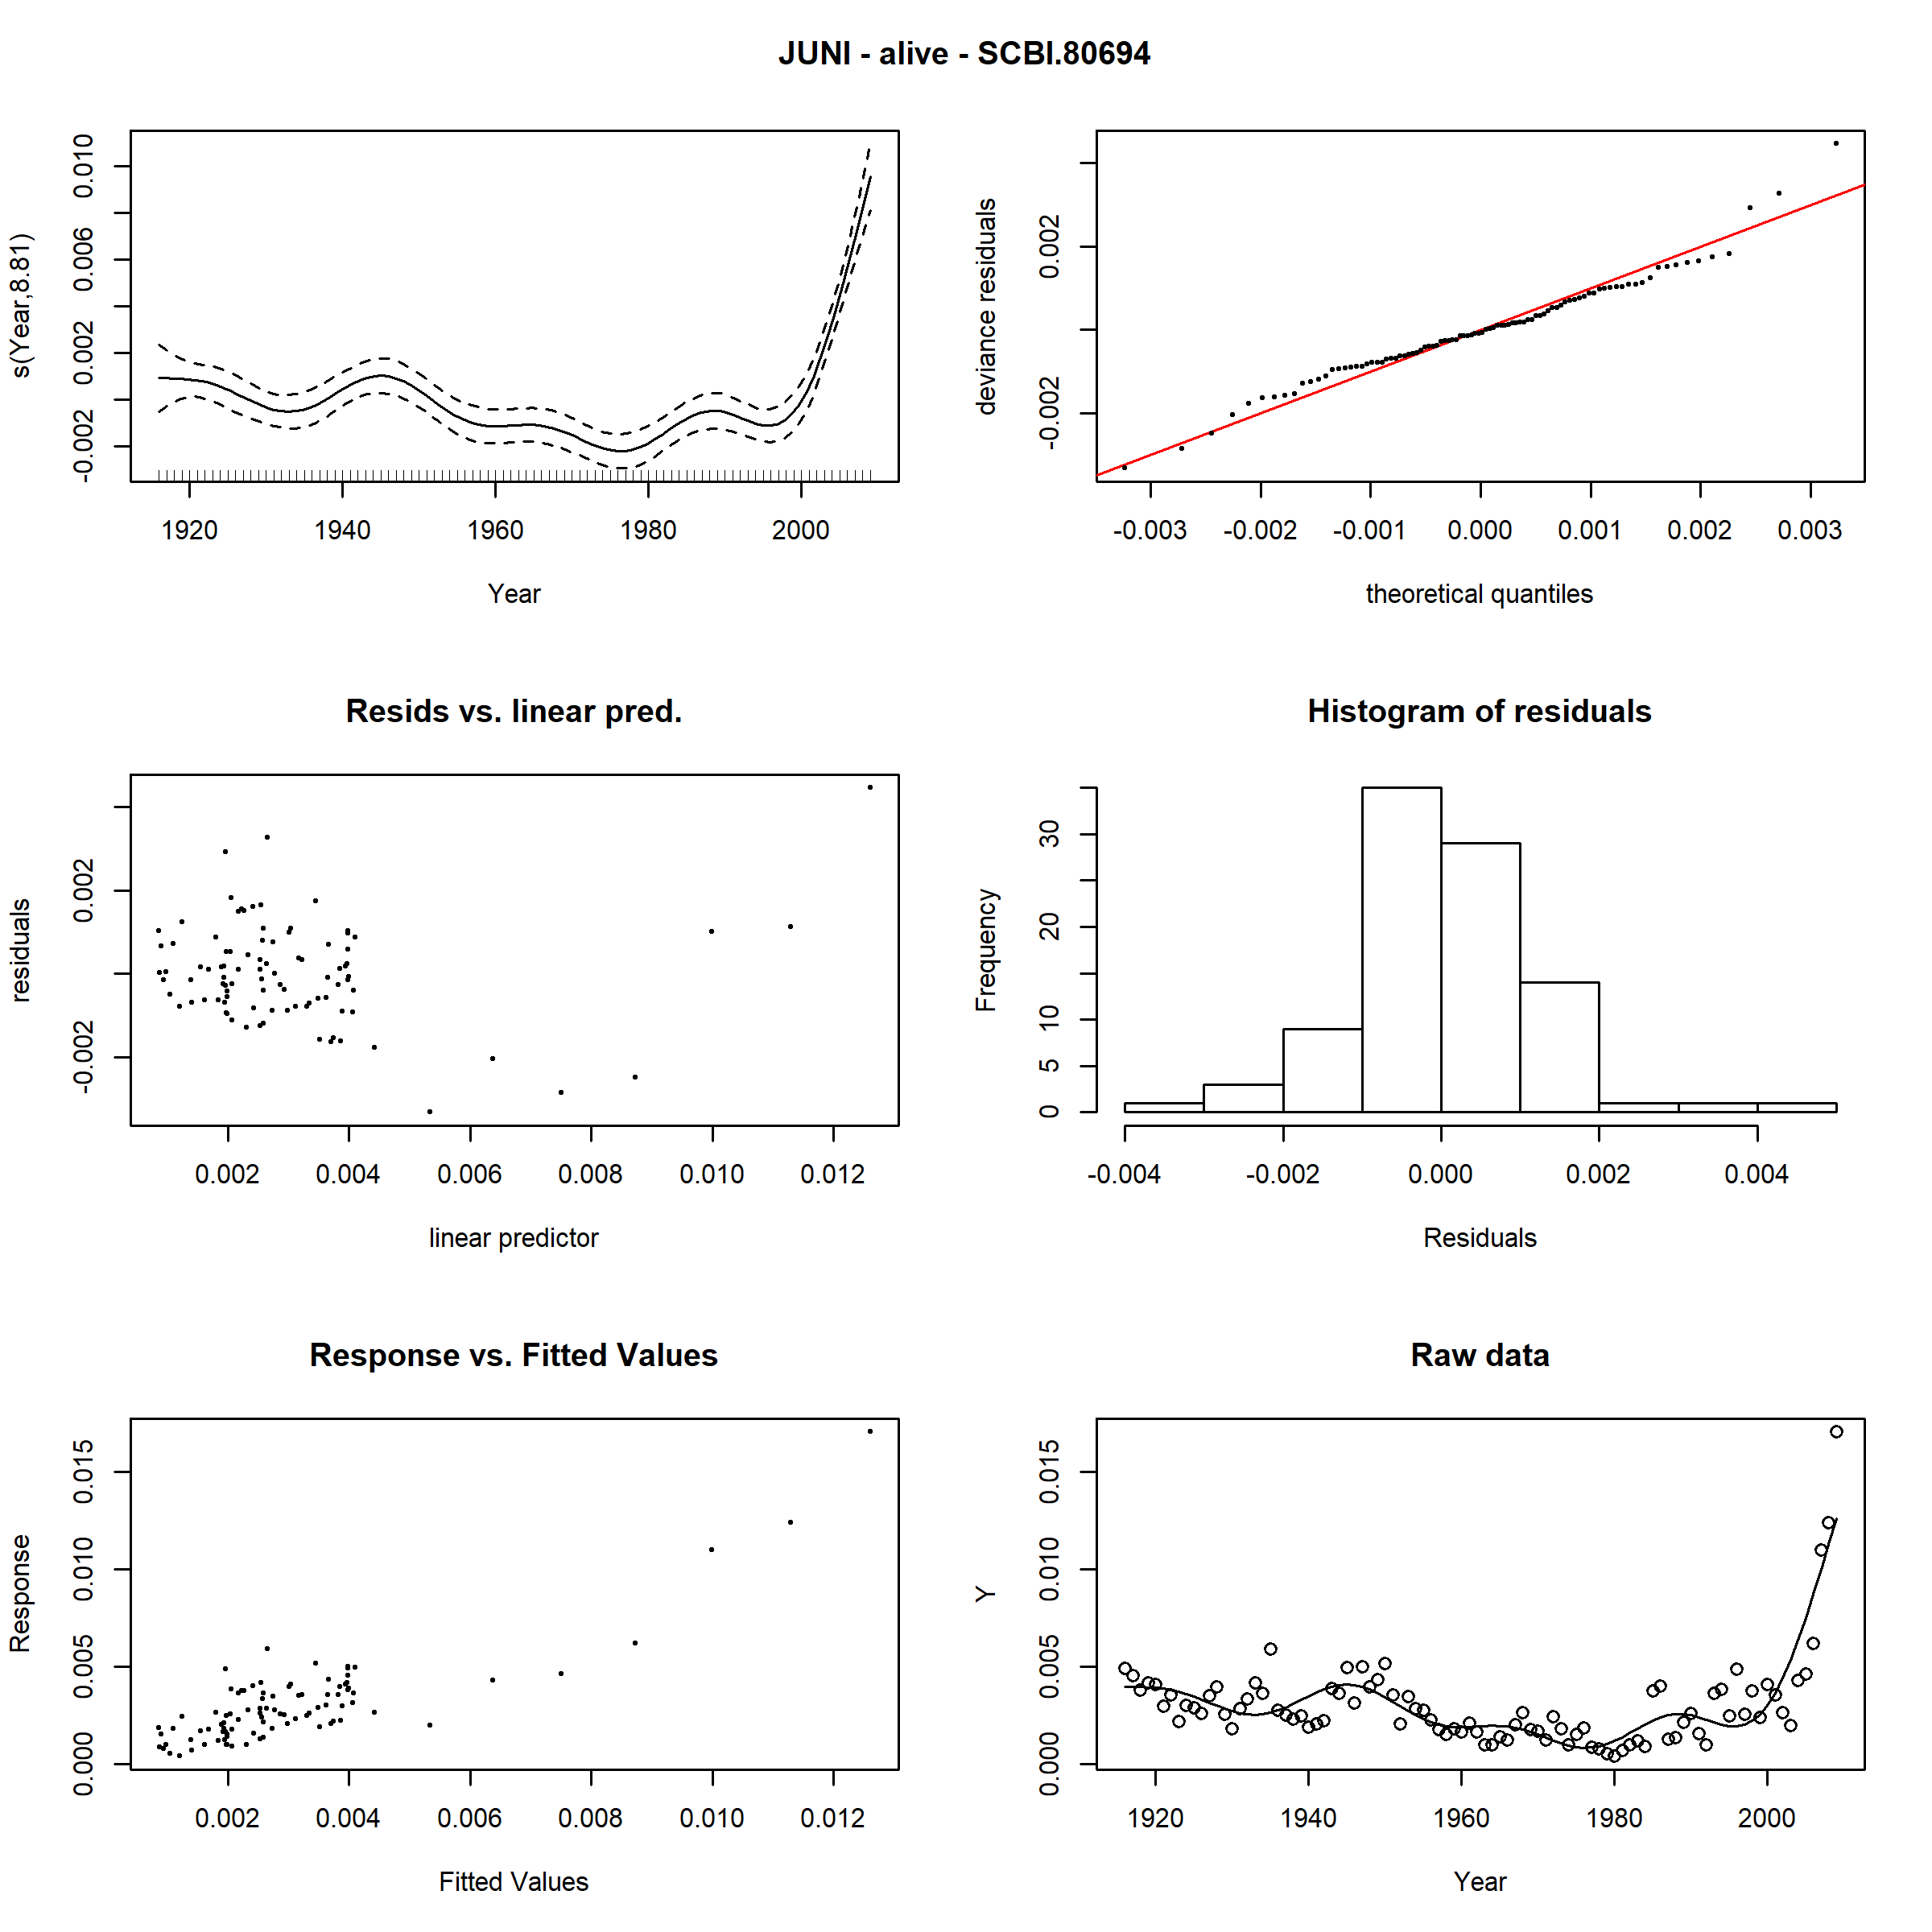 JUNI - alive - SCBI.80694
s(Year,8.81)
-0.002 0.002 0.006 0.010
1920 1940 1960 1980 2000
Year
deviance residuals
-0.002 0.002
-0.003 -0.002 -0.001 0.000 0.001 0.002 0.003
theoretical quantiles
Resids vs. linear pred.
residuals
-0.002 0.002
0.002 0.004 0.006 0.008 0.010 0.012
linear predictor
Histogram of residuals
Frequency
0 5 10 20 30
-0.004 -0.002 0.000 0.002 0.004
Residuals
Response vs. Fitted Values
Response
0.000 0.005 0.010 0.015
0.002 0.004 0.006 0.008 0.010 0.012
Fitted Values
Raw data
Y
0.000 0.005 0.010 0.015
1920 1940 1960 1980 2000
Year